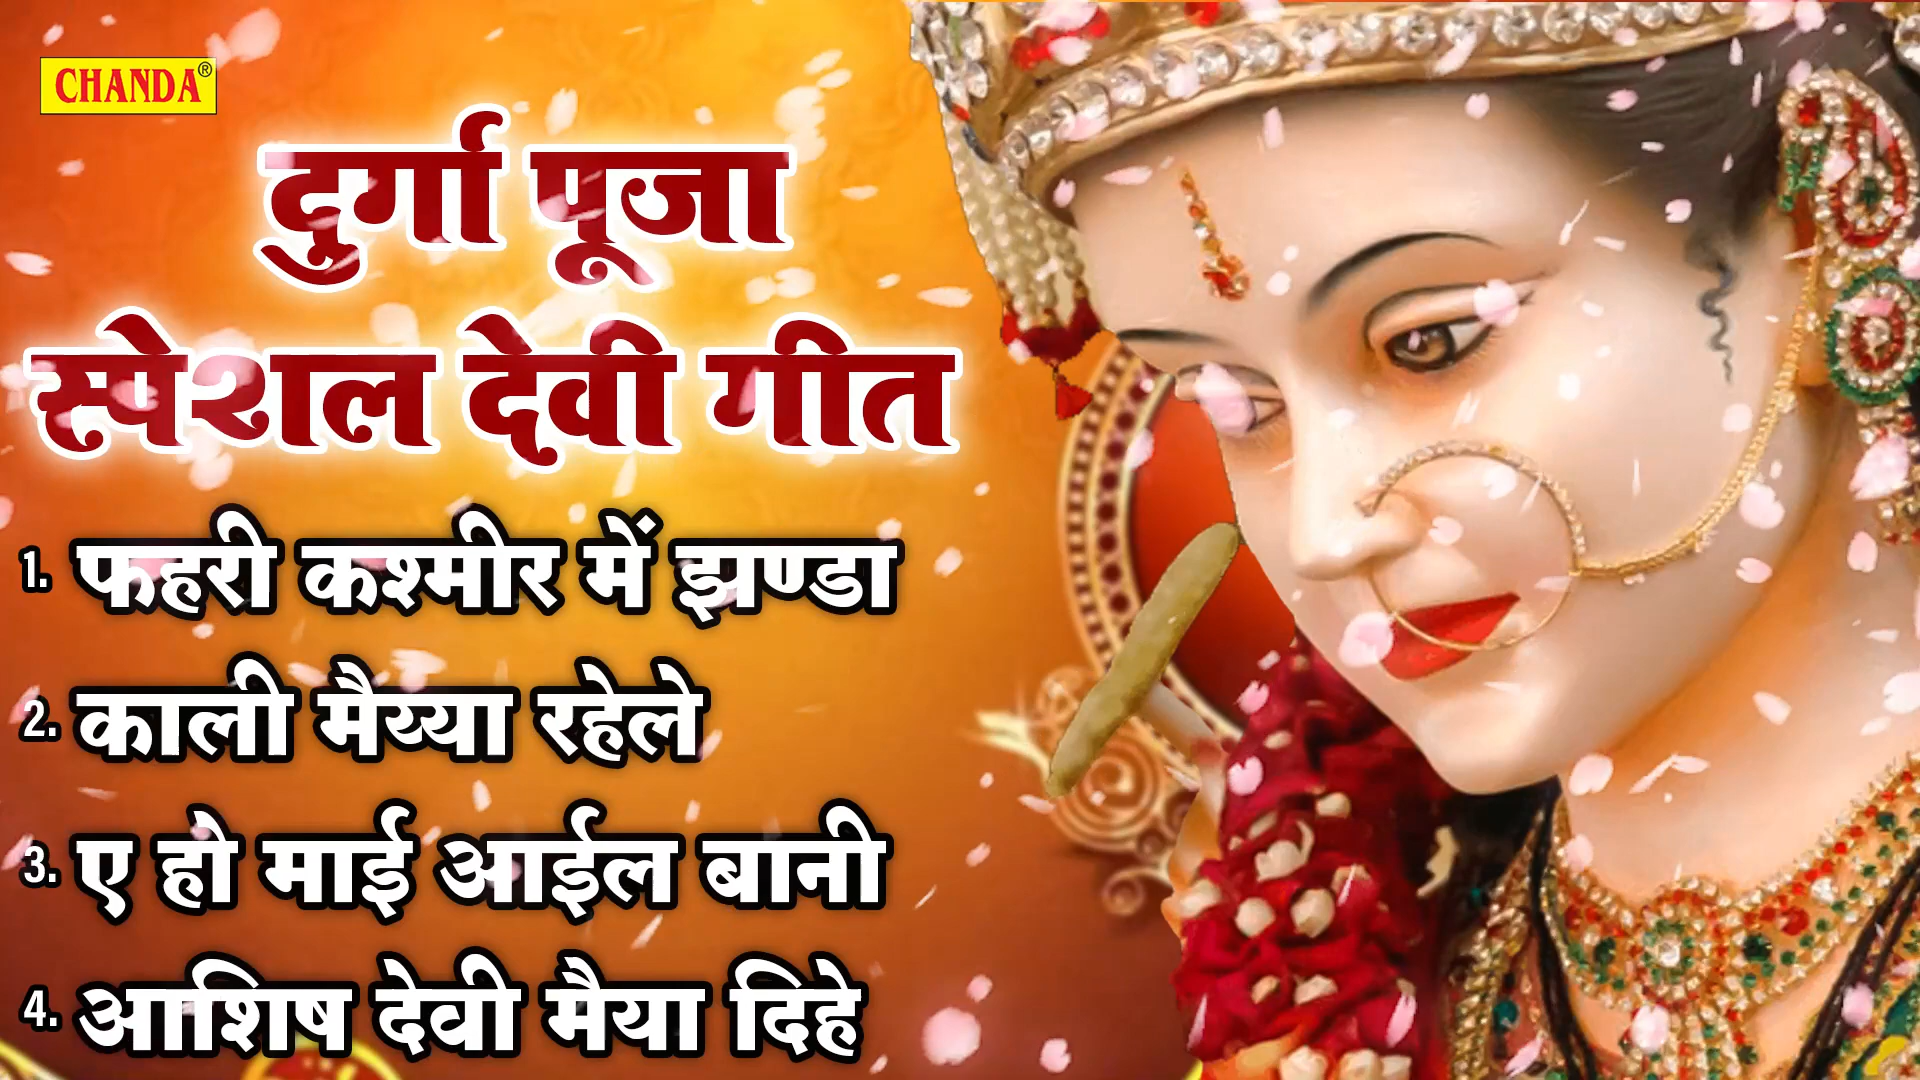 CHANDA®
दुर्गा पूजा
स्पेशल देवी गीत
1. फहरी कश्मीर में झण्डा
2. काली मैय्या रहेले
3. ए हो माई आईल बानी
4. आशिष देवी मैया दिहे